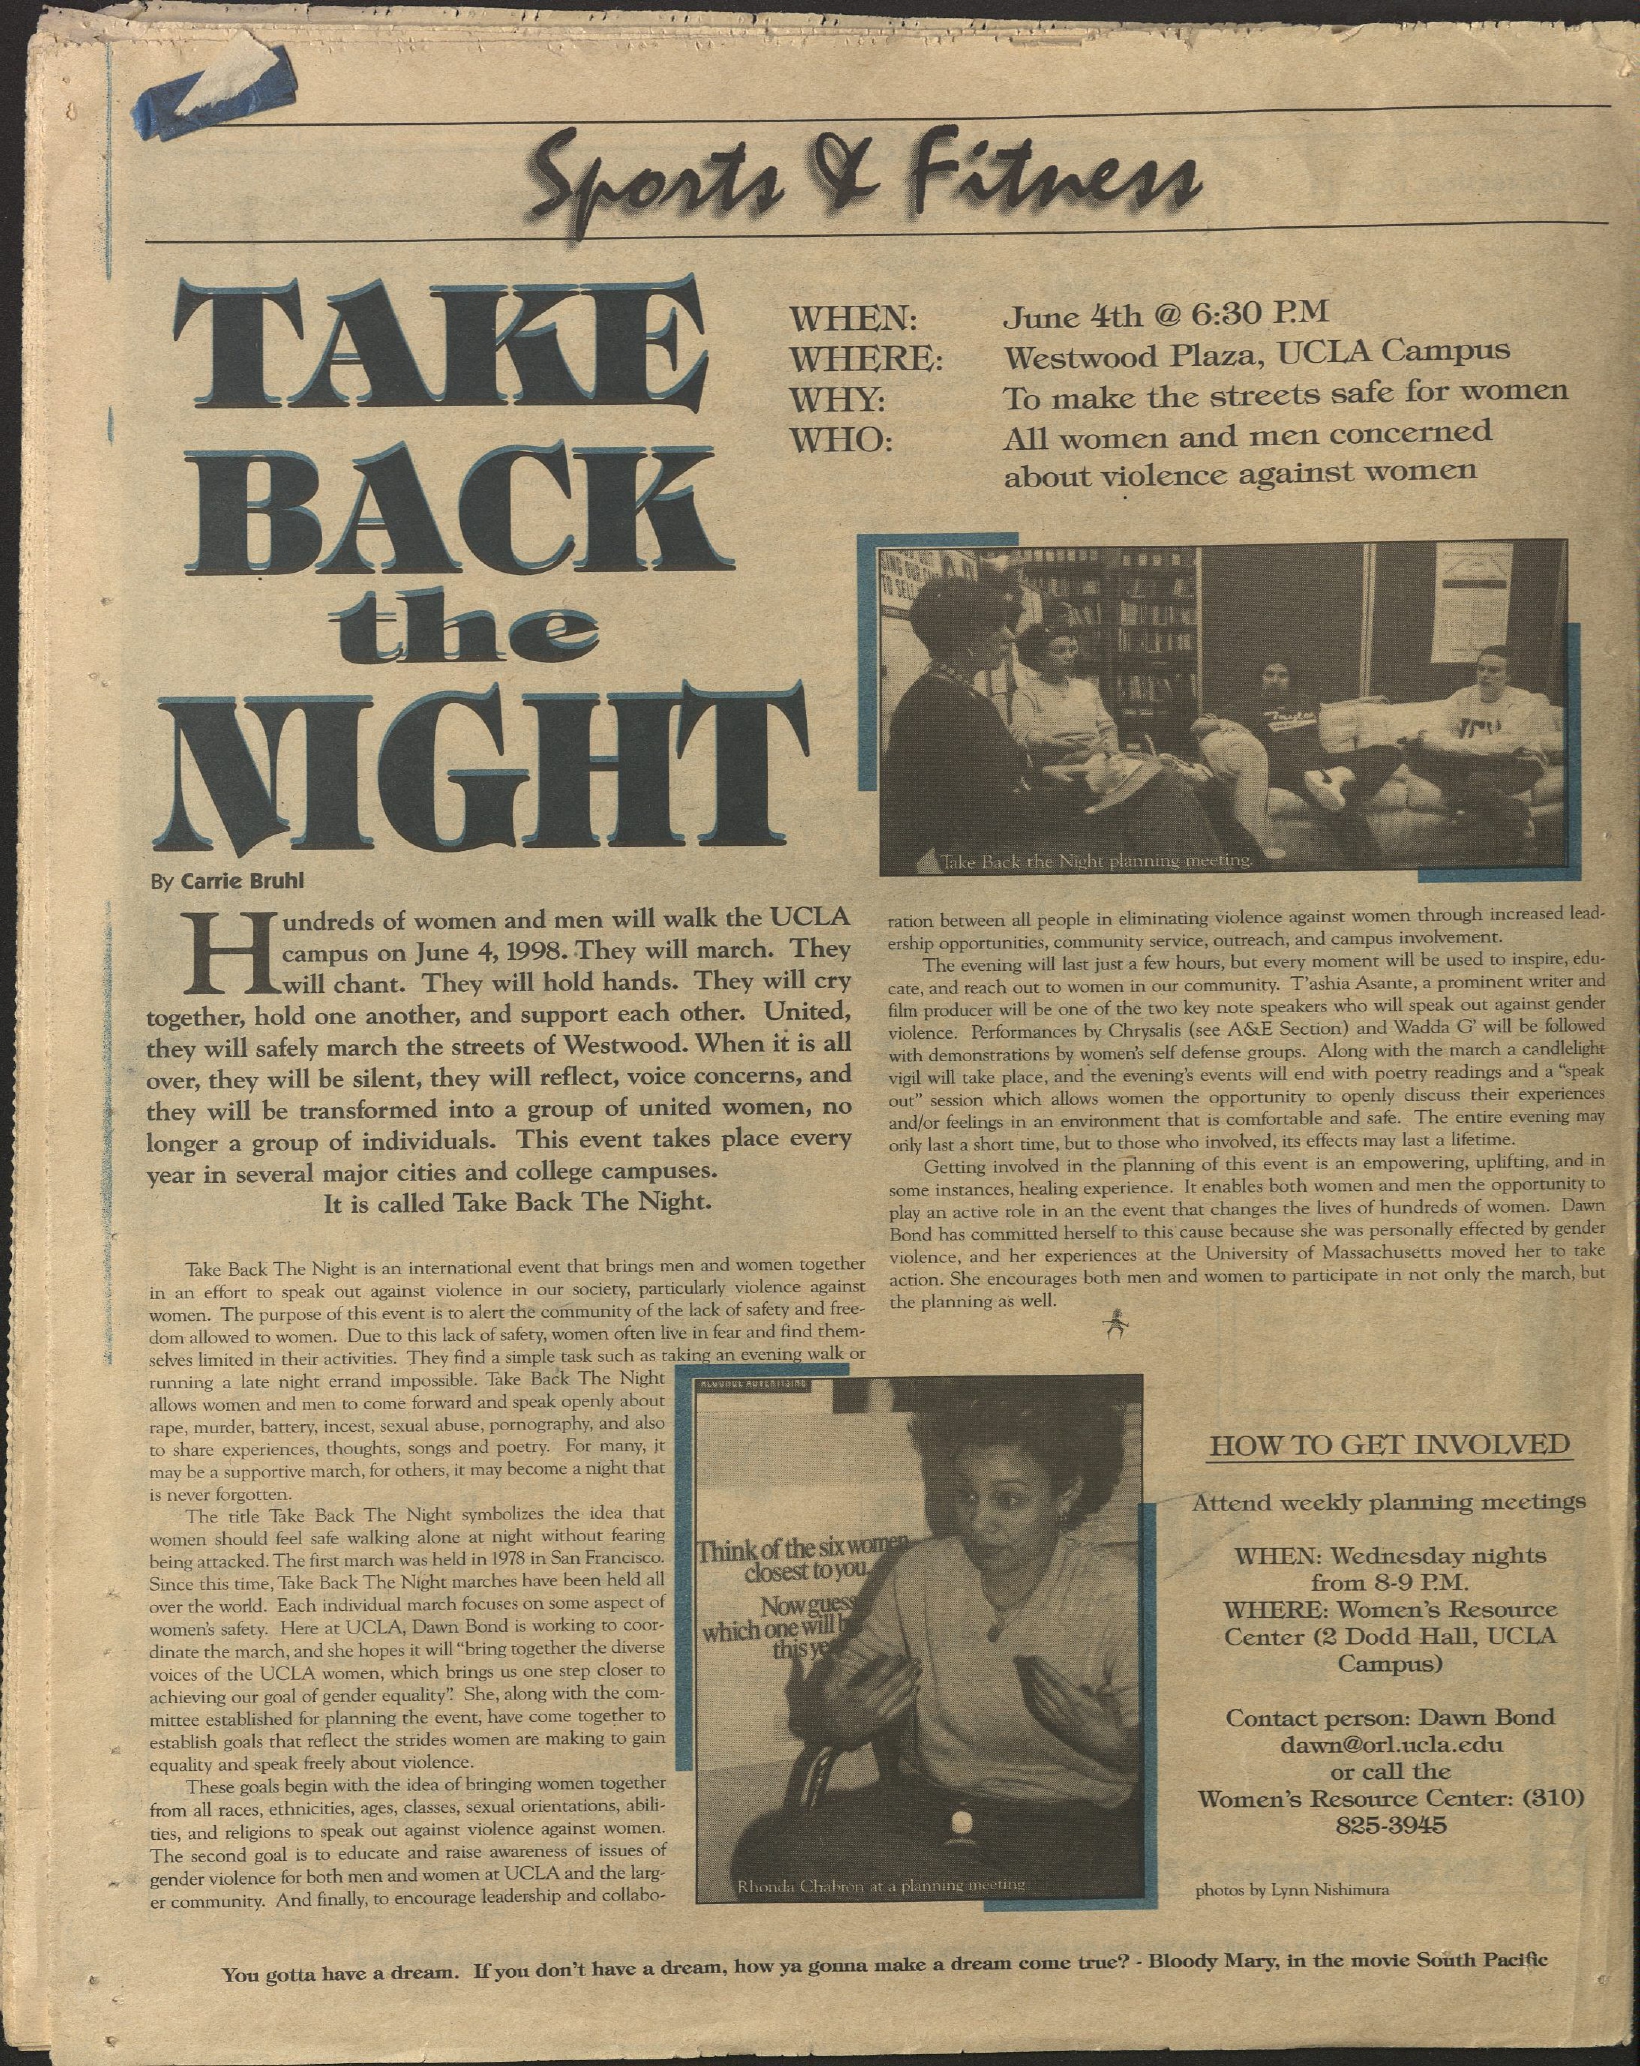 Sports & Fitness
TAKE
BACK
the
NIGHT
WHEN: June 4th @ 6:30 P.M
WHERE: Westwood Plaza, UCLA Campus
WHY: To make the streets safe for women
WHO: All women and men concerned
about violence against women
Take Back the Night planning meeting.
By Carrie Bruhl
Hundreds of women and men will walk the UCLA
campus on June 4, 1998. They will march. They
will chant. They will hold hands. They will cry
together, hold one another, and support each other. United,
they will safely march the streets of Westwood. When it is all
over, they will be silent, they will reflect, voice concerns, and
they will be transformed into a group of united women, no
longer a group of individuals. This event takes place every
year in several major cities and college campuses.
It is called Take Back The Night.
Take Back The Night is an international event that brings men and women together
in an effort to speak out against violence in our society, particularly violence against
women. The purpose of this event is to alert the community of the lack of safety and free-
dom allowed to women. Due to this lack of safety, women often live in fear and find them-
selves limited in their activities. They find a simple task such as taking an evening walk or
running a late night errand impossible. Take Back The Night
allows women and men to come forward and speak openly about
rape, murder, battery, incest, sexual abuse, pornography, and also
to share experiences, thoughts, songs and poetry. For many, it
may be a supportive march, for others, it may become a night that
is never forgotten.
The title Take Back The Night symbolizes the idea that
women should feel safe walking alone at night without fearing
being attacked. The first march was held in 1978 in San Francisco.
Since this time, Take Back The Night marches have been held all
over the world. Each individual march focuses on some aspect of
women's safety. Here at UCLA, Dawn Bond is working to coor-
dinate the march, and she hopes it will "bring together the diverse
voices of the UCLA women, which brings us one step closer to
achieving our goal of gender equality". She, along with the com-
mittee established for planning the event, have come together to
establish goals that reflect the strides women are making to gain
equality and speak freely about violence.
These goals begin with the idea of bringing women together
from all races, ethnicities, ages, classes, sexual orientations, abili-
ties, and religions to speak out against violence against women.
The second goal is to educate and raise awareness of issues of
gender violence for both men and women at UCLA and the larg-
er community. And finally, to encourage leadership and collabo-
ration between all people in eliminating violence against women through increased lead-
ership opportunities, community service, outreach, and campus involvement.
The evening will last just a few hours, but every moment will be used to inspire, edu-
cate, and reach out to women in our community. T'ashia Asante, a prominent writer and
film producer will be one of the two key note speakers who will speak out against gender
violence. Performances by Chrysalis (see A&E Section) and Wadda G' will be followed
with demonstrations by women's self defense groups. Along with the march a candlelight
vigil will take place, and the evening's events will end with poetry readings and a "speak
out" session which allows women the opportunity to openly discuss their experiences
and/or feelings in an environment that is comfortable and safe. The entire evening may
only last a short time, but to those who involved, its effects may last a lifetime.
Getting involved in the planning of this event is an empowering, uplifting, and in
some instances, healing experience. It enables both women and men the opportunity to
play an active role in an the event that changes the lives of hundreds of women. Dawn
Bond has committed herself to this cause because she was personally effected by gender
violence, and her experiences at the University of Massachusetts moved her to take
action. She encourages both men and women to participate in not only the march, but
the planning as well.
ALCOHOL ADVERTISING
Think of the six women
closest to you.
Now guess
which one will b
this ye
Rhonda Chabron at a planning meeting
HOW TO GET INVOLVED
Attend weekly planning meetings
WHEN: Wednesday nights
from 8-9 P.M.
WHERE: Women's Resource
Center (2 Dodd Hall, UCLA
Campus)
Contact person: Dawn Bond
dawn@orl.ucla.edu
or call the
Women's Resource Center: (310)
825-3945
photos by Lynn Nishimura
You gotta have a dream. If you don't have a dream, how ya gonna make a dream come true? - Bloody Mary, in the movie South Pacific